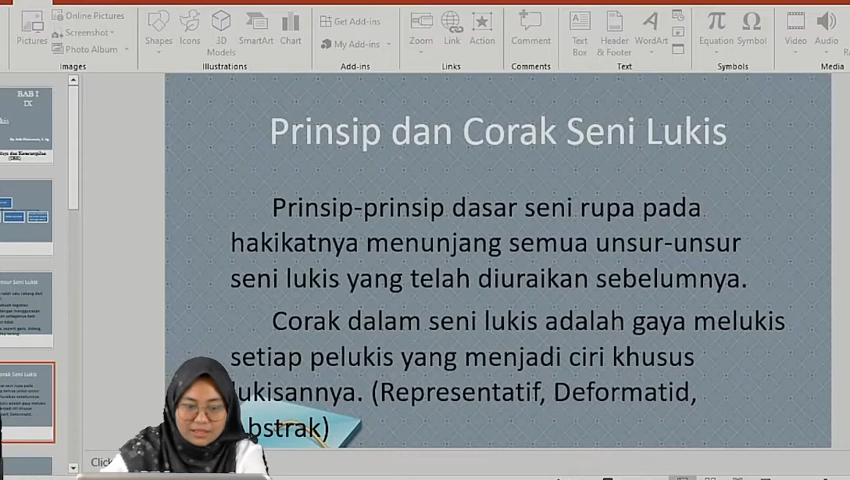 Pictures
Online Pictures
Screenshot
Photo Album
Images
Shapes
Icons
3D
Models
SmartArt
Chart
Illustrations
Get Add-ins
My Add-ins
Add-ins
Zoom
Link
Action
Links
Comment
Comments
Text
Box
Header
& Footer
WordArt
Text
Equation
Symbol
Symbols
Video
Audio
Media
BAB I
IX
Prinsip dan Corak Seni Lukis
Prinsip-prinsip dasar seni rupa pada
hakikatnya menunjang semua unsur-unsur
seni lukis yang telah diuraikan sebelumnya.
Corak dalam seni lukis adalah gaya melukis
setiap pelukis yang menjadi ciri khusus
lukisannya. (Representatif, Deformatid,
Abstrak)
Click